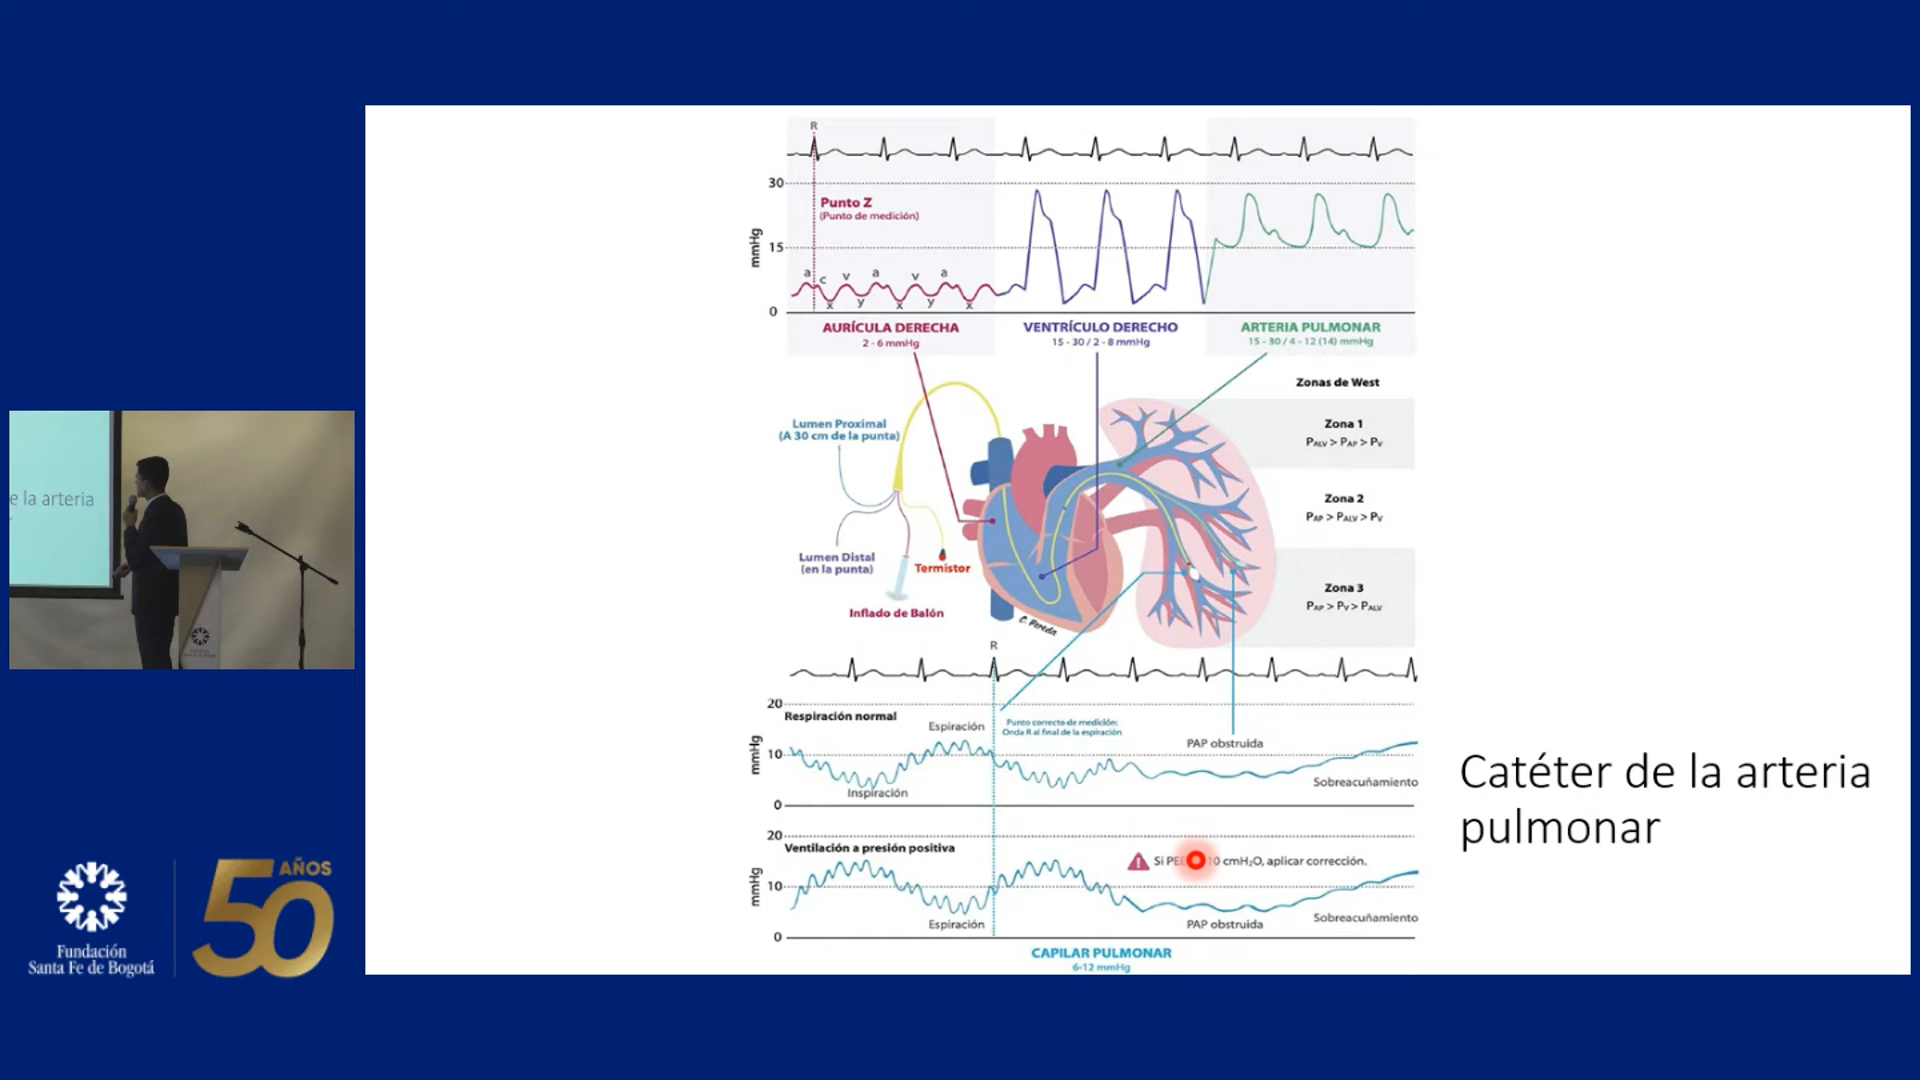 R
30
Punto Z
(Punto de medición)
mmHg
15
a c v a v a
x y x y x
0
AURÍCULA DERECHA
2 - 6 mmHg
VENTRÍCULO DERECHO
15 - 30 / 2 - 8 mmHg
ARTERIA PULMONAR
15 - 30 / 4 - 12 (14) mmHg
Zonas de West
Zona 1
PALV > PAP > PV
Zona 2
PAP > PALV > PV
Zona 3
PAP > PV > PALV
Lumen Proximal
(A 30 cm de la punta)
Lumen Distal
(en la punta)
Termistor
Inflado de Balón
C. Pereda
R
20
Respiración normal
Espiración
Punto correcto de medición:
Onda R al final de la espiración
PAP obstruida
mmHg
10
Inspiración
Sobreacuñamiento
0
20
Ventilación a presión positiva
Si PEE 10 cmH₂O, aplicar corrección.
mmHg
10
Espiración
PAP obstruida
Sobreacuñamiento
0
CAPILAR PULMONAR
6-12 mmHg
Catéter de la arteria
pulmonar
e la arteria
Fundación
Santa Fe de Bogotá
50 AÑOS